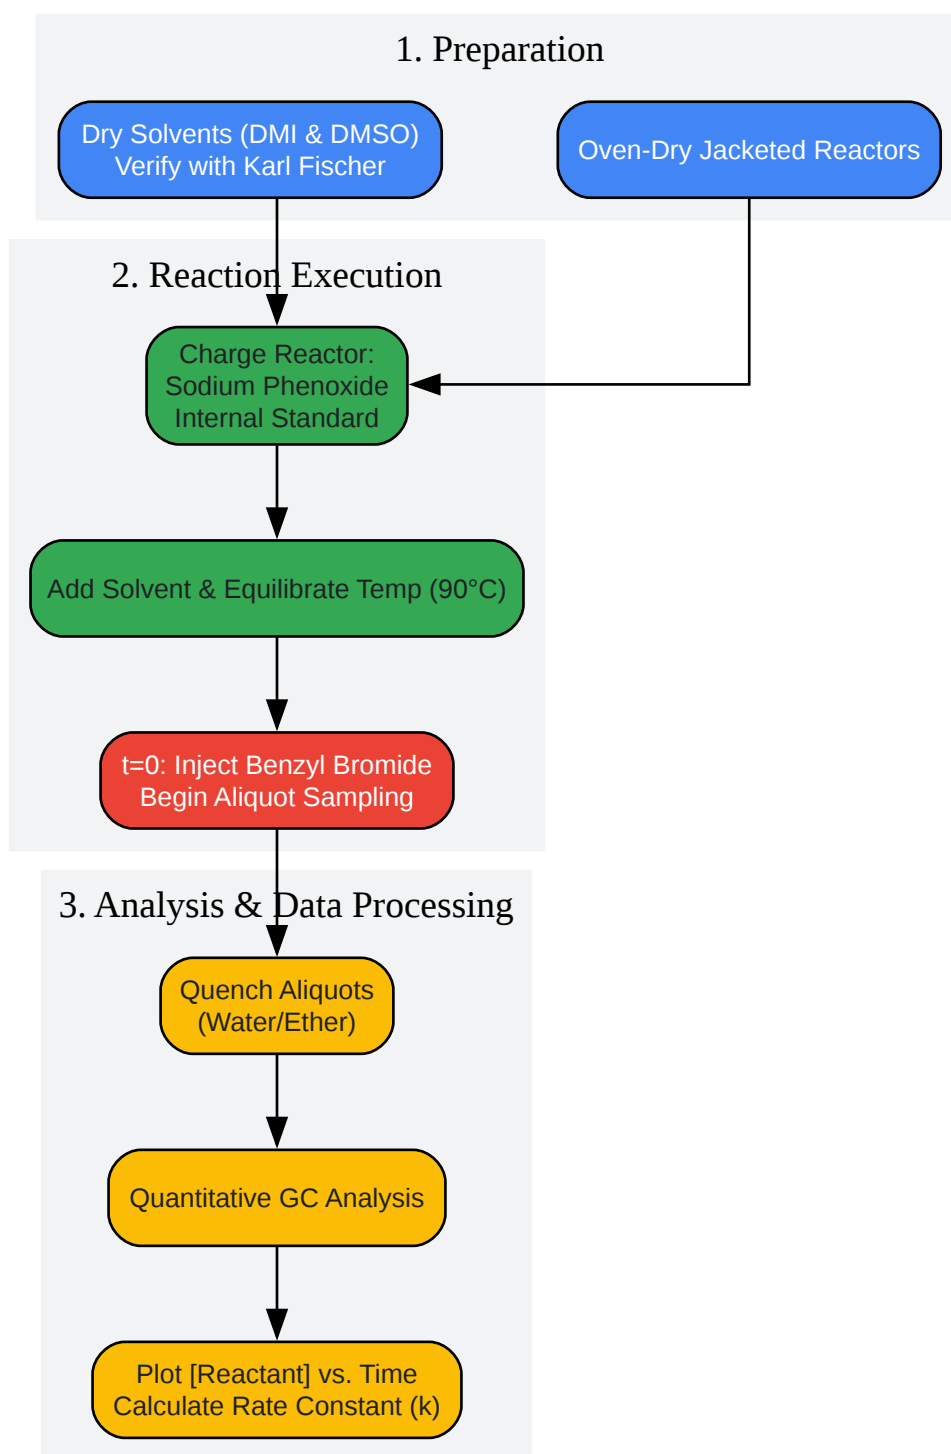 1. Preparation
Dry Solvents (DMI & DMSO)
Verify with Karl Fischer
Oven-Dry Jacketed Reactors
2. Reaction Execution
Charge Reactor:
Sodium Phenoxide
Internal Standard
Add Solvent & Equilibrate Temp (90°C)
t=0: Inject Benzyl Bromide
Begin Aliquot Sampling
3. Analysis & Data Processing
Quench Aliquots
(Water/Ether)
Quantitative GC Analysis
Plot [Reactant] vs. Time
Calculate Rate Constant (k)